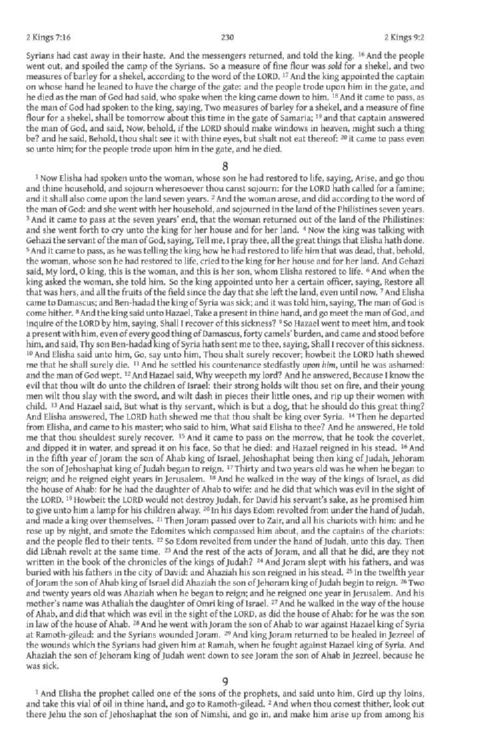 2 Kings 7:16 230 2 Kings 9:2
Syrians had cast away in their haste. And the messengers returned, and told the king. 16 And the people
went out, and spoiled the camp of the Syrians. So a measure of fine flour was sold for a shekel, and two
measures of barley for a shekel, according to the word of the LORD. 17 And the king appointed the captain
on whose hand he leaned to have the charge of the gate: and the people trode upon him in the gate, and
he died as the man of God had said, who spake when the king came down to him. 18 And it came to pass, as
the man of God had spoken to the king, saying, Two measures of barley for a shekel, and a measure of fine
flour for a shekel, shall be tomorrow about this time in the gate of Samaria; 19 and that captain answered
the man of God, and said, Now, behold, if the LORD should make windows in heaven, might such a thing
be? and he said, Behold, thou shalt see it with thine eyes, but shalt not eat thereof: 20 it came to pass even
so unto him; for the people trode upon him in the gate, and he died.
8
1 Now Elisha had spoken unto the woman, whose son he had restored to life, saying, Arise, and go thou
and thine household, and sojourn wheresoever thou canst sojourn: for the LORD hath called for a famine;
and it shall also come upon the land seven years. 2 And the woman arose, and did according to the word of
the man of God: and she went with her household, and sojourned in the land of the Philistines seven years.
3 And it came to pass at the seven years' end, that the woman returned out of the land of the Philistines:
and she went forth to cry unto the king for her house and for her land. 4 Now the king was talking with
Gehazi the servant of the man of God, saying, Tell me, I pray thee, all the great things that Elisha hath done.
5 And it came to pass, as he was telling the king how he had restored to life him that was dead, that, behold,
the woman, whose son he had restored to life, cried to the king for her house and for her land. And Gehazi
said, My lord, O king, this is the woman, and this is her son, whom Elisha restored to life. 6 And when the
king asked the woman, she told him. So the king appointed unto her a certain officer, saying, Restore all
that was hers, and all the fruits of the field since the day that she left the land, even until now. 7 And Elisha
came to Damascus; and Ben-hadad the king of Syria was sick; and it was told him, saying, The man of God is
come hither. 8 And the king said unto Hazael, Take a present in thine hand, and go meet the man of God, and
inquire of the LORD by him, saying, Shall I recover of this sickness? 9 So Hazael went to meet him, and took
a present with him, even of every good thing of Damascus, forty camels' burden, and came and stood before
him, and said, Thy son Ben-hadad king of Syria hath sent me to thee, saying, Shall I recover of this sickness.
10 And Elisha said unto him, Go, say unto him, Thou shalt surely recover; howbeit the LORD hath shewed
me that he shall surely die. 11 And he settled his countenance stedfastly upon him, until he was ashamed:
and the man of God wept. 12 And Hazael said, Why weepeth my lord? And he answered, Because I know the
evil that thou wilt do unto the children of Israel: their strong holds wilt thou set on fire, and their young
men wilt thou slay with the sword, and wilt dash in pieces their little ones, and rip up their women with
child. 13 And Hazael said, But what is thy servant, which is but a dog, that he should do this great thing?
And Elisha answered, The LORD hath shewed me that thou shalt be king over Syria. 14 Then he departed
from Elisha, and came to his master; who said to him, What said Elisha to thee? And he answered, He told
me that thou shouldest surely recover. 15 And it came to pass on the morrow, that he took the coverlet,
and dipped it in water, and spread it on his face, So that he died: and Hazael reigned in his stead. 16 And
in the fifth year of Joram the son of Ahab king of Israel, Jehoshaphat being then king of Judah, Jehoram
the son of Jehoshaphat king of Judah began to reign. 17 Thirty and two years old was he when he began to
reign; and he reigned eight years in Jerusalem. 18 And he walked in the way of the kings of Israel, as did
the house of Ahab: for he had the daughter of Ahab to wife: and he did that which was evil in the sight of
the LORD. 19 Howbeit the LORD would not destroy Judah, for David his servant's sake, as he promised him
to give unto him a lamp for his children alway. 20 In his days Edom revolted from under the hand of Judah,
and made a king over themselves. 21 Then Joram passed over to Zair, and all his chariots with him: and he
rose up by night, and smote the Edomites which compassed him about, and the captains of the chariots:
and the people fled to their tents. 22 So Edom revolted from under the hand of Judah, unto this day. Then
did Libnah revolt at the same time. 23 And the rest of the acts of Joram, and all that he did, are they not
written in the book of the chronicles of the kings of Judah? 24 And Joram slept with his fathers, and was
buried with his fathers in the city of David: and Ahaziah his son reigned in his stead. 25 In the twelfth year
of Joram the son of Ahab king of Israel did Ahaziah the son of Jehoram king of Judah begin to reign. 26 Two
and twenty years old was Ahaziah when he began to reign; and he reigned one year in Jerusalem. And his
mother's name was Athaliah the daughter of Omri king of Israel. 27 And he walked in the way of the house
of Ahab, and did that which was evil in the sight of the LORD, as did the house of Ahab: for he was the son
in law of the house of Ahab. 28 And he went with Joram the son of Ahab to war against Hazael king of Syria
at Ramoth-gilead: and the Syrians wounded Joram. 29 And king Joram returned to be healed in Jezreel of
the wounds which the Syrians had given him at Ramah, when he fought against Hazael king of Syria. And
Ahaziah the son of Jehoram king of Judah went down to see Joram the son of Ahab in Jezreel, because he
was sick.
9
1 And Elisha the prophet called one of the sons of the prophets, and said unto him, Gird up thy loins,
and take this vial of oil in thine hand, and go to Ramoth-gilead. 2 And when thou comest thither, look out
there Jehu the son of Jehoshaphat the son of Nimshi, and go in, and make him arise up from among his